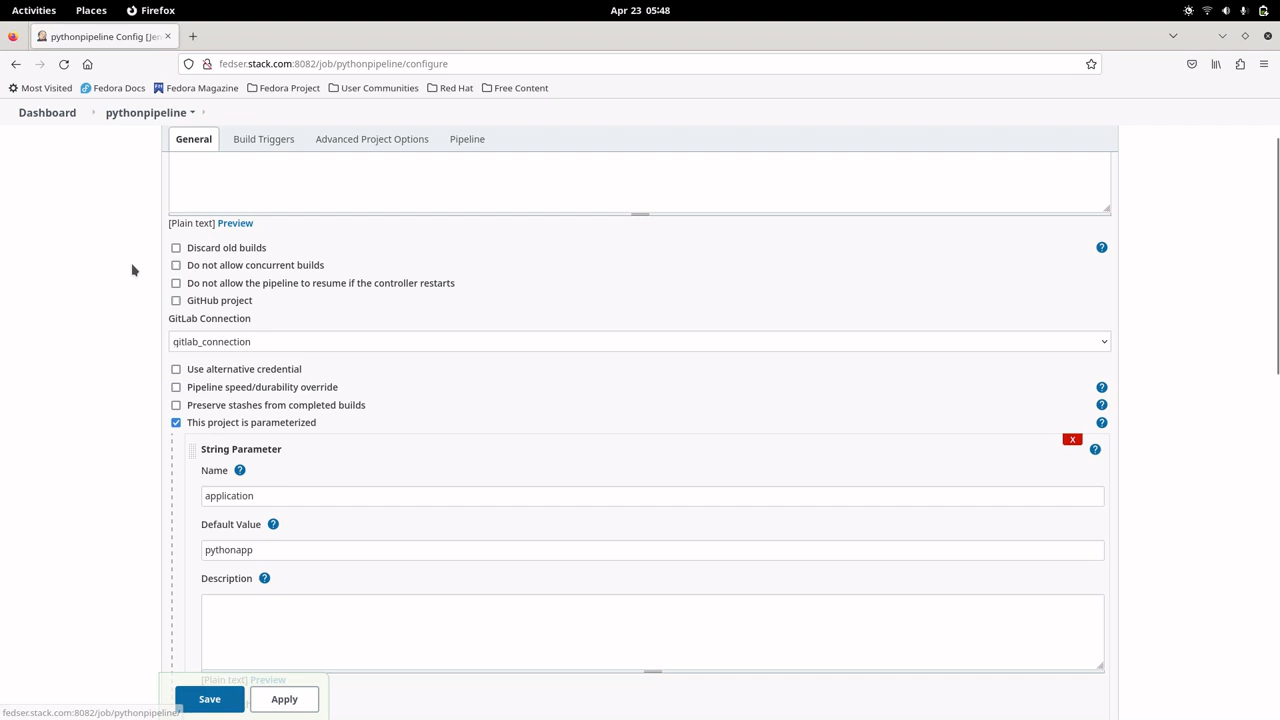 Activities Places Firefox Apr 23 05:48
pythonpipeline Config [Jen
fedser.stack.com:8082/job/pythonpipeline/configure
Most Visited Fedora Docs Fedora Magazine Fedora Project User Communities Red Hat Free Content
Dashboard pythonpipeline
General Build Triggers Advanced Project Options Pipeline
[Plain text] Preview
Discard old builds
Do not allow concurrent builds
Do not allow the pipeline to resume if the controller restarts
GitHub project
GitLab Connection
gitlab_connection
Use alternative credential
Pipeline speed/durability override
Preserve stashes from completed builds
This project is parameterized
X
String Parameter
Name
application
Default Value
pythonapp
Description
[Plain text] Preview
Save Apply
fedser.stack.com:8082/job/pythonpipeline/